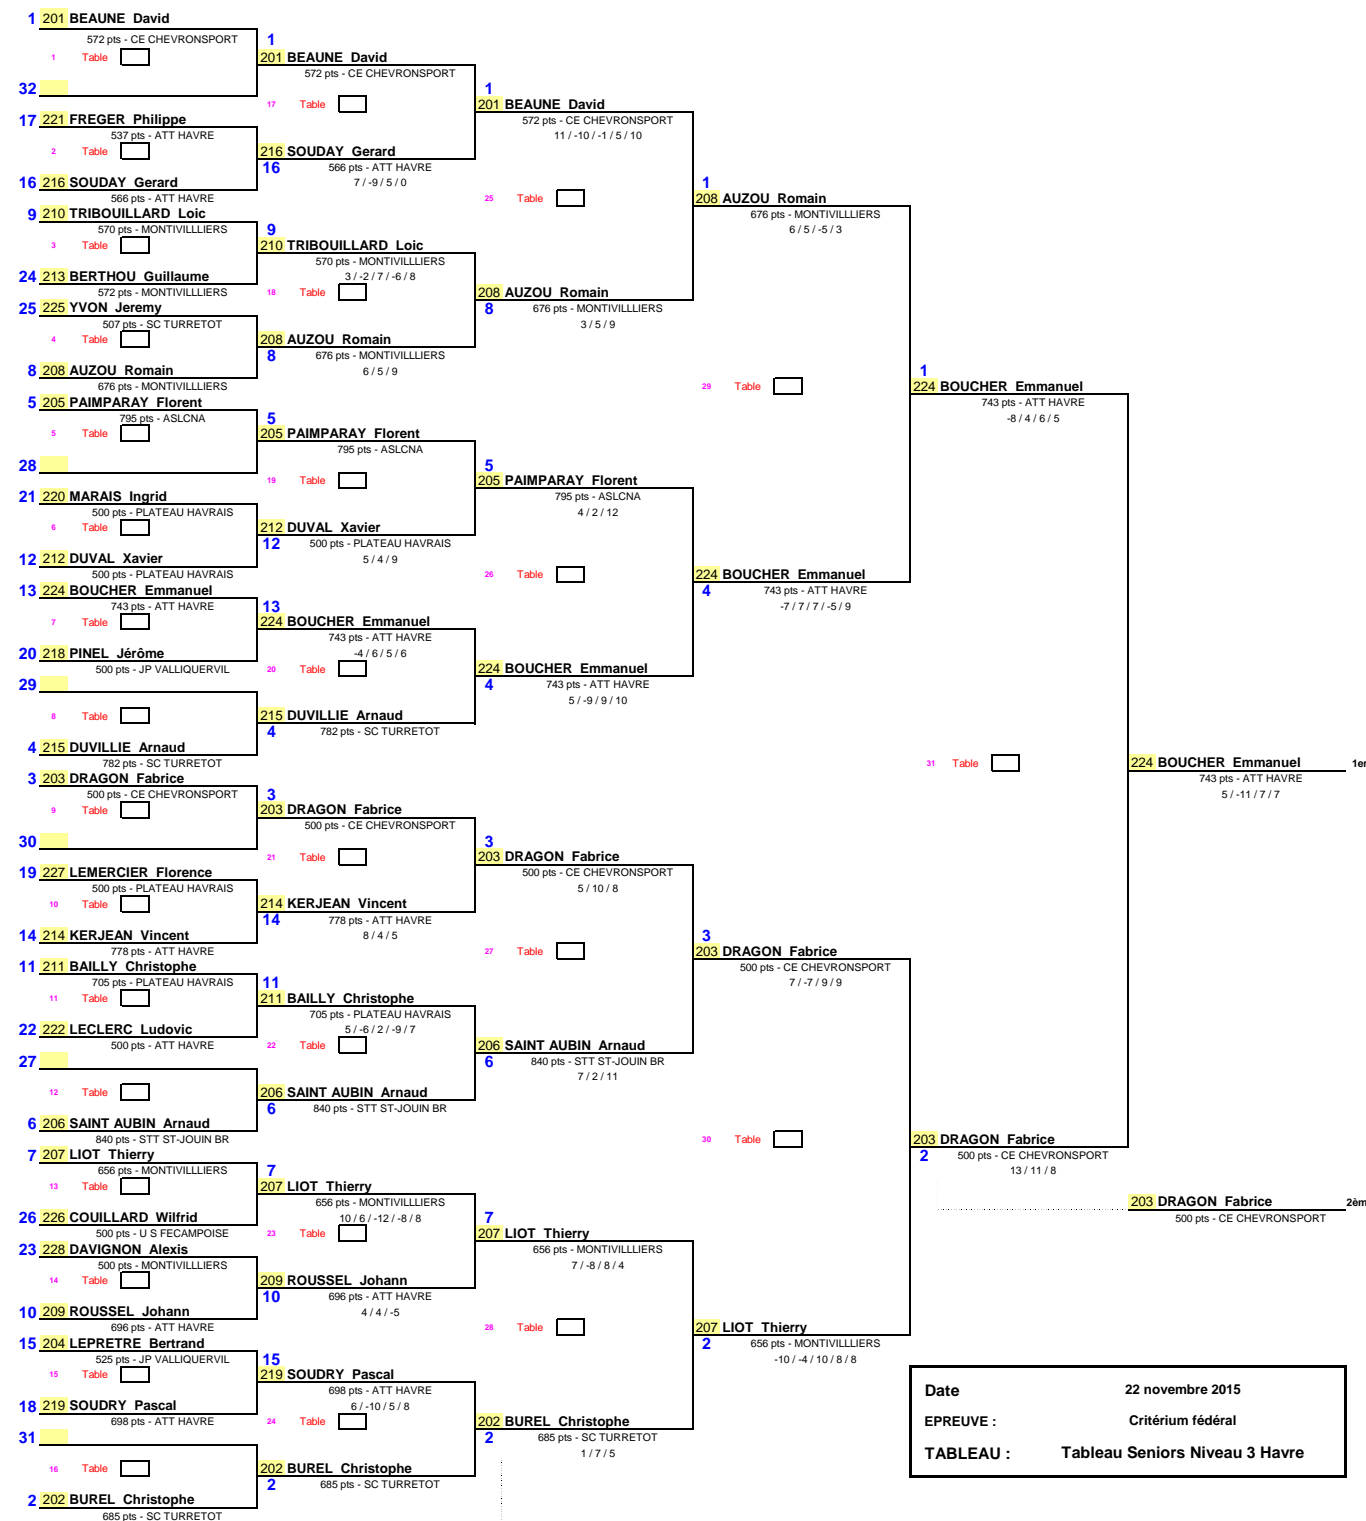 1 201 BEAUNE David
572 pts - CE CHEVRONSPORT
1 Table
32
17 221 FREGER Philippe
537 pts - ATT HAVRE
2 Table
16 216 SOUDAY Gerard
566 pts - ATT HAVRE
9 210 TRIBOUILLARD Loic
570 pts - MONTIVILLLIERS
3 Table
24 213 BERTHOU Guillaume
572 pts - MONTIVILLLIERS
25 225 YVON Jeremy
507 pts - SC TURRETOT
4 Table
8 208 AUZOU Romain
676 pts - MONTIVILLLIERS
5 205 PAIMPARAY Florent
795 pts - ASLCNA
5 Table
28
21 220 MARAIS Ingrid
500 pts - PLATEAU HAVRAIS
6 Table
12 212 DUVAL Xavier
500 pts - PLATEAU HAVRAIS
13 224 BOUCHER Emmanuel
743 pts - ATT HAVRE
7 Table
20 218 PINEL Jérôme
500 pts - JP VALLIQUERVIL
29
8 Table
4 215 DUVILLIE Arnaud
782 pts - SC TURRETOT
3 203 DRAGON Fabrice
500 pts - CE CHEVRONSPORT
9 Table
30
19 227 LEMERCIER Florence
500 pts - PLATEAU HAVRAIS
10 Table
14 214 KERJEAN Vincent
778 pts - ATT HAVRE
11 211 BAILLY Christophe
705 pts - PLATEAU HAVRAIS
11 Table
22 222 LECLERC Ludovic
500 pts - ATT HAVRE
27
12 Table
6 206 SAINT AUBIN Arnaud
840 pts - STT ST-JOUIN BR
7 207 LIOT Thierry
656 pts - MONTIVILLLIERS
13 Table
26 226 COUILLARD Wilfrid
500 pts - U S FECAMPOISE
23 228 DAVIGNON Alexis
500 pts - MONTIVILLLIERS
14 Table
10 209 ROUSSEL Johann
696 pts - ATT HAVRE
15 204 LEPRETRE Bertrand
525 pts - JP VALLIQUERVIL
15 Table
18 219 SOUDRY Pascal
698 pts - ATT HAVRE
31
16 Table
2 202 BUREL Christophe
685 pts - SC TURRETOT
1
201 BEAUNE David
572 pts - CE CHEVRONSPORT
17 Table
216 SOUDAY Gerard
16 566 pts - ATT HAVRE
7 / -9 / 5 / 0
9
210 TRIBOUILLARD Loic
570 pts - MONTIVILLLIERS
3 / -2 / 7 / -6 / 8
18 Table
208 AUZOU Romain
8 676 pts - MONTIVILLLIERS
6 / 5 / 9
5
205 PAIMPARAY Florent
795 pts - ASLCNA
19 Table
212 DUVAL Xavier
12 500 pts - PLATEAU HAVRAIS
5 / 4 / 9
13
224 BOUCHER Emmanuel
743 pts - ATT HAVRE
-4 / 6 / 5 / 6
20 Table
215 DUVILLIE Arnaud
4 782 pts - SC TURRETOT
3
203 DRAGON Fabrice
500 pts - CE CHEVRONSPORT
21 Table
214 KERJEAN Vincent
14 778 pts - ATT HAVRE
8 / 4 / 5
11
211 BAILLY Christophe
705 pts - PLATEAU HAVRAIS
5 / -6 / 2 / -9 / 7
22 Table
206 SAINT AUBIN Arnaud
6 840 pts - STT ST-JOUIN BR
7
207 LIOT Thierry
656 pts - MONTIVILLLIERS
10 / 6 / -12 / -8 / 8
23 Table
209 ROUSSEL Johann
10 696 pts - ATT HAVRE
4 / 4 / -5
15
219 SOUDRY Pascal
698 pts - ATT HAVRE
6 / -10 / 5 / 8
24 Table
202 BUREL Christophe
2 685 pts - SC TURRETOT
1
201 BEAUNE David
572 pts - CE CHEVRONSPORT
11 / -10 / -1 / 5 / 10
25 Table
208 AUZOU Romain
8 676 pts - MONTIVILLLIERS
3 / 5 / 9
5
205 PAIMPARAY Florent
795 pts - ASLCNA
4 / 2 / 12
26 Table
224 BOUCHER Emmanuel
4 743 pts - ATT HAVRE
5 / -9 / 9 / 10
3
203 DRAGON Fabrice
500 pts - CE CHEVRONSPORT
5 / 10 / 8
27 Table
206 SAINT AUBIN Arnaud
6 840 pts - STT ST-JOUIN BR
7 / 2 / 11
7
207 LIOT Thierry
656 pts - MONTIVILLLIERS
7 / -8 / 8 / 4
28 Table
202 BUREL Christophe
2 685 pts - SC TURRETOT
1 / 7 / 5
1
208 AUZOU Romain
676 pts - MONTIVILLLIERS
6 / 5 / -5 / 3
29 Table
224 BOUCHER Emmanuel
4 743 pts - ATT HAVRE
-7 / 7 / 7 / -5 / 9
3
203 DRAGON Fabrice
500 pts - CE CHEVRONSPORT
7 / -7 / 9 / 9
30 Table
207 LIOT Thierry
2 656 pts - MONTIVILLLIERS
-10 / -4 / 10 / 8 / 8
1
224 BOUCHER Emmanuel
743 pts - ATT HAVRE
-8 / 4 / 6 / 5
31 Table
203 DRAGON Fabrice
2 500 pts - CE CHEVRONSPORT
13 / 11 / 8
224 BOUCHER Emmanuel 1er
743 pts - ATT HAVRE
5 / -11 / 7 / 7
203 DRAGON Fabrice 2èm
500 pts - CE CHEVRONSPORT
Date 22 novembre 2015
EPREUVE : Critérium fédéral
TABLEAU : Tableau Seniors Niveau 3 Havre